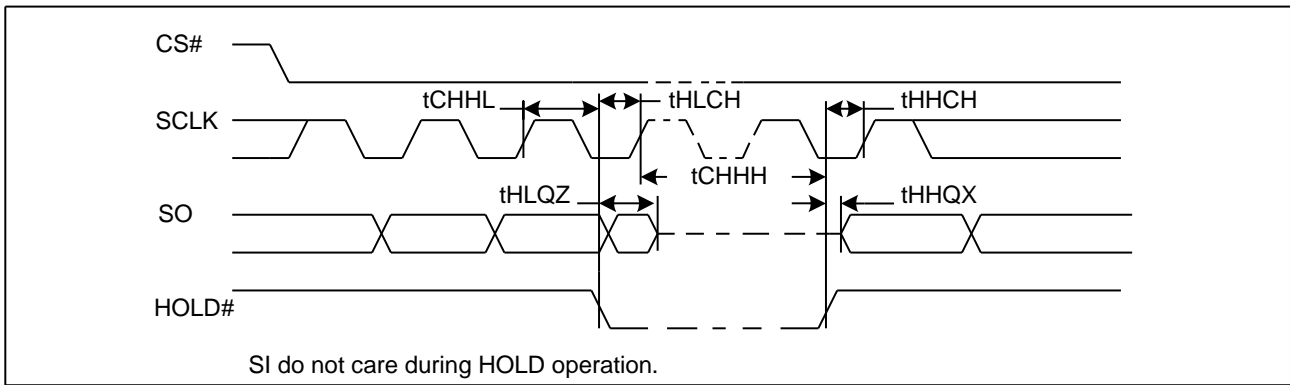 CS#
tCHHL
tHLCH
tHHCH
SCLK
tCHHH
tHLQZ
tHHQX
SO
HOLD#
SI do not care during HOLD operation.